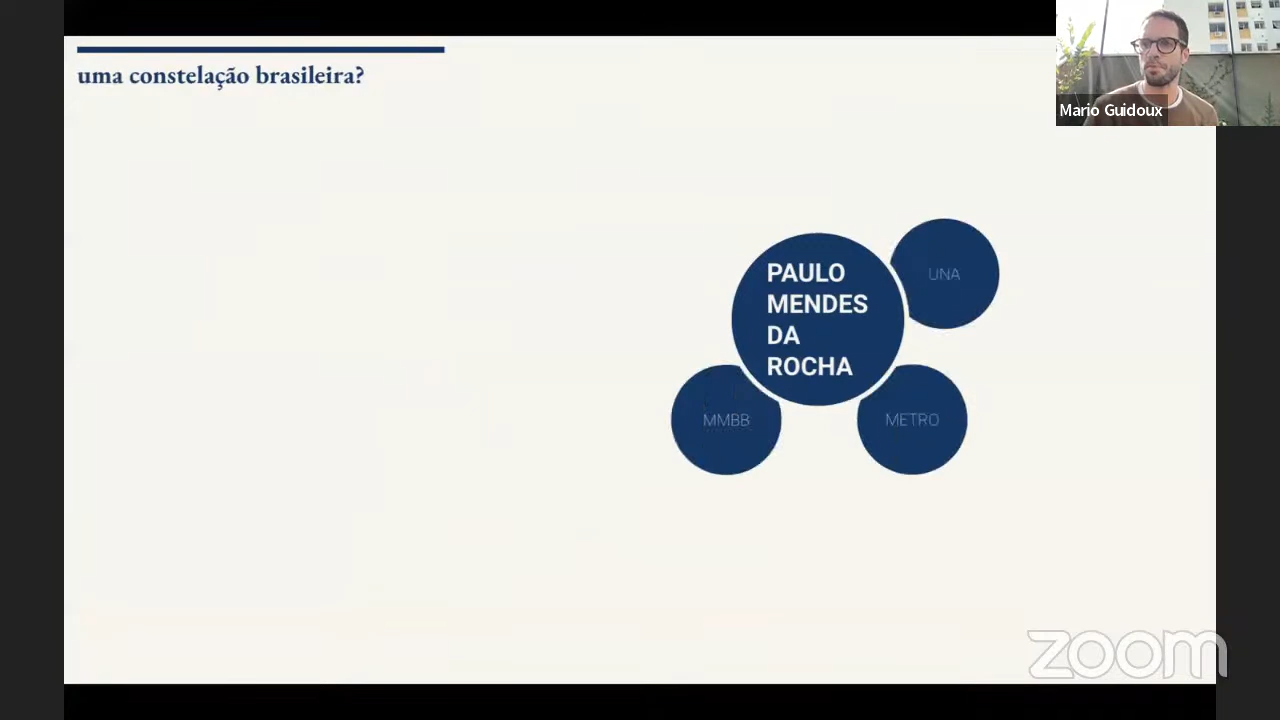 uma constelação brasileira?
Mario Guidoux
UNA
PAULO
MENDES
DA
ROCHA
MMBB
METRO
zoom